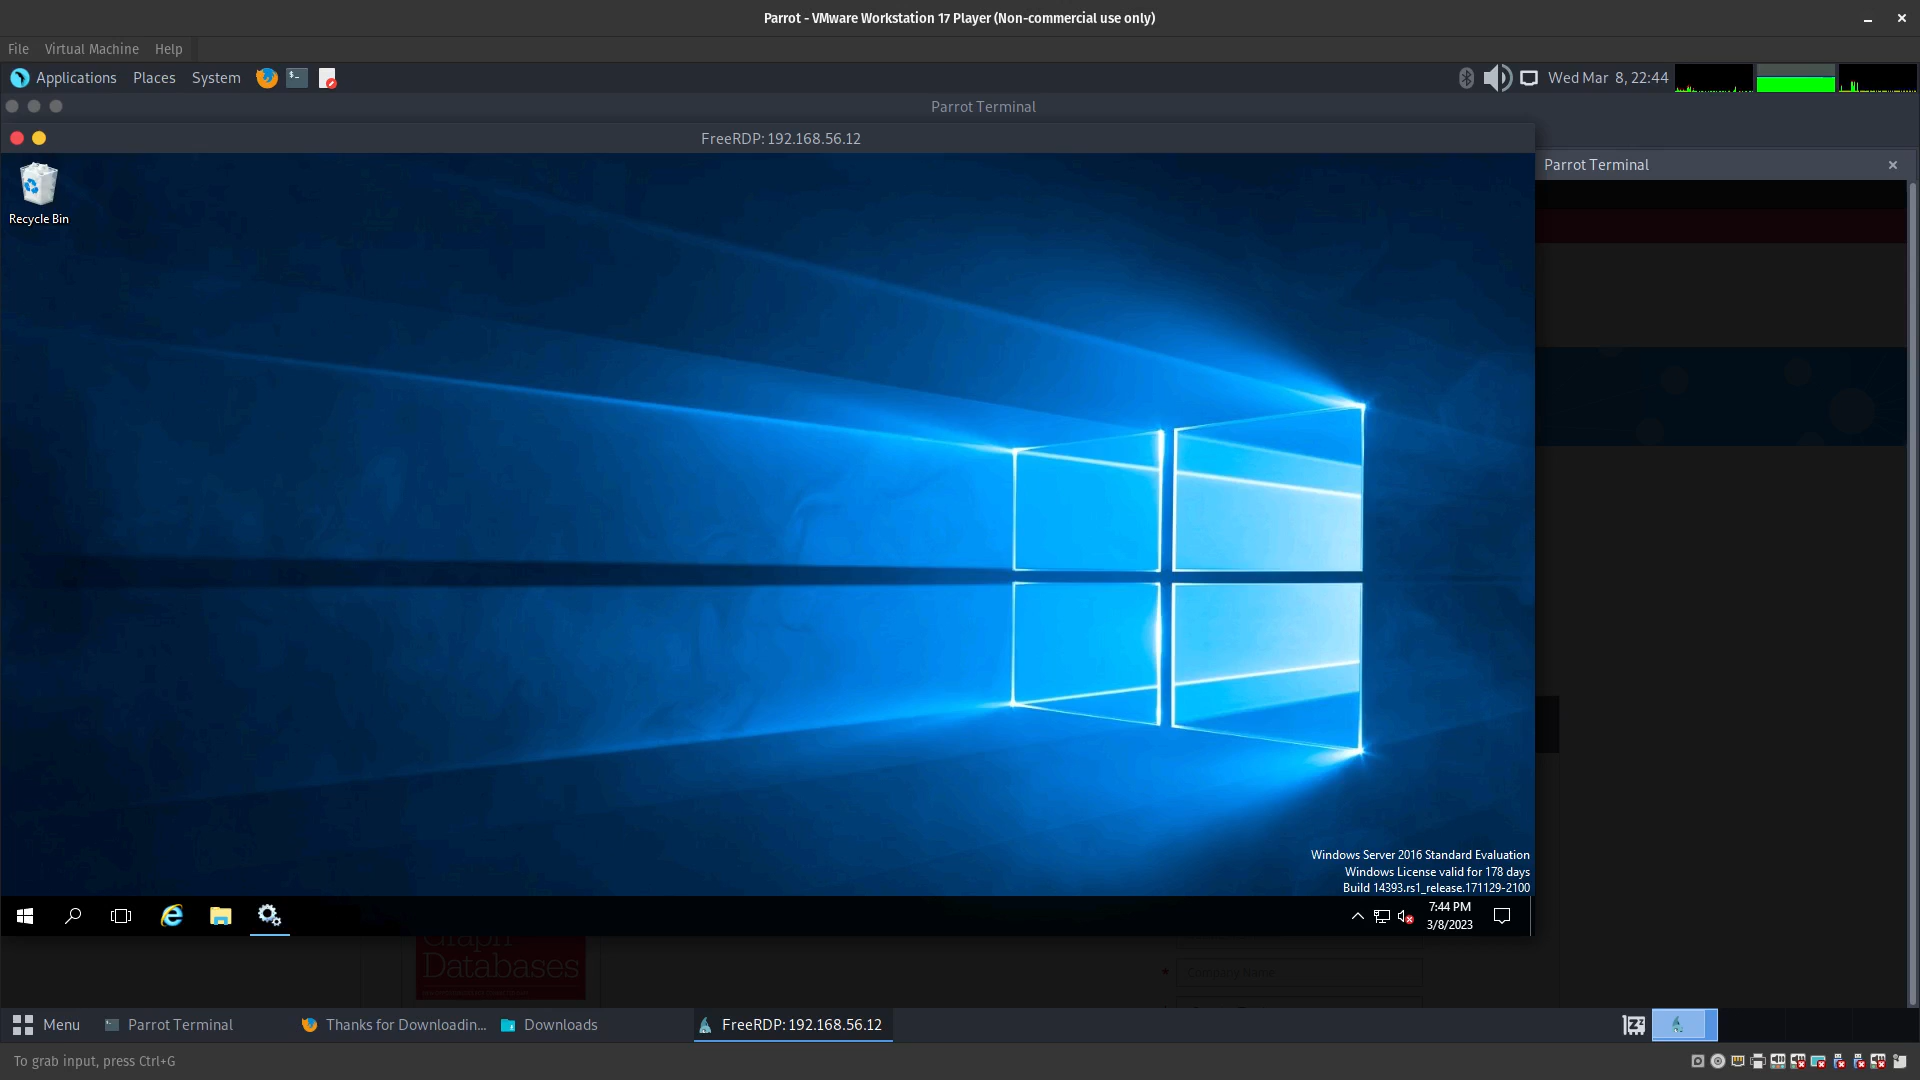 Parrot - VMware Workstation 17 Player (Non-commercial use only)
File Virtual Machine Help
Applications Places System
Wed Mar 8, 22:44
Parrot Terminal
FreeRDP: 192.168.56.12
Parrot Terminal
Recycle Bin
Windows Server 2016 Standard Evaluation
Windows License valid for 178 days
Build 14393.rs1_release.171129-2100
7:44 PM
3/8/2023
Graph
Databases
Company Name
Menu Parrot Terminal Thanks for Downloadin... Downloads FreeRDP: 192.168.56.12
To grab input, press Ctrl+G